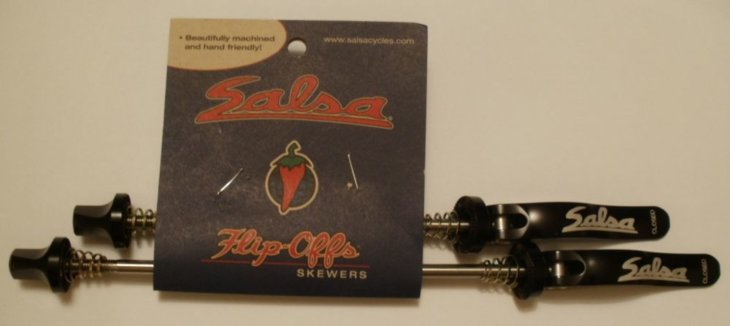 • Beautifully machined
and hand friendly!
www.salsacycles.com
Salsa
Flip-Offs
SKEWERS
Salsa
CLOSED
Salsa
CLOSED